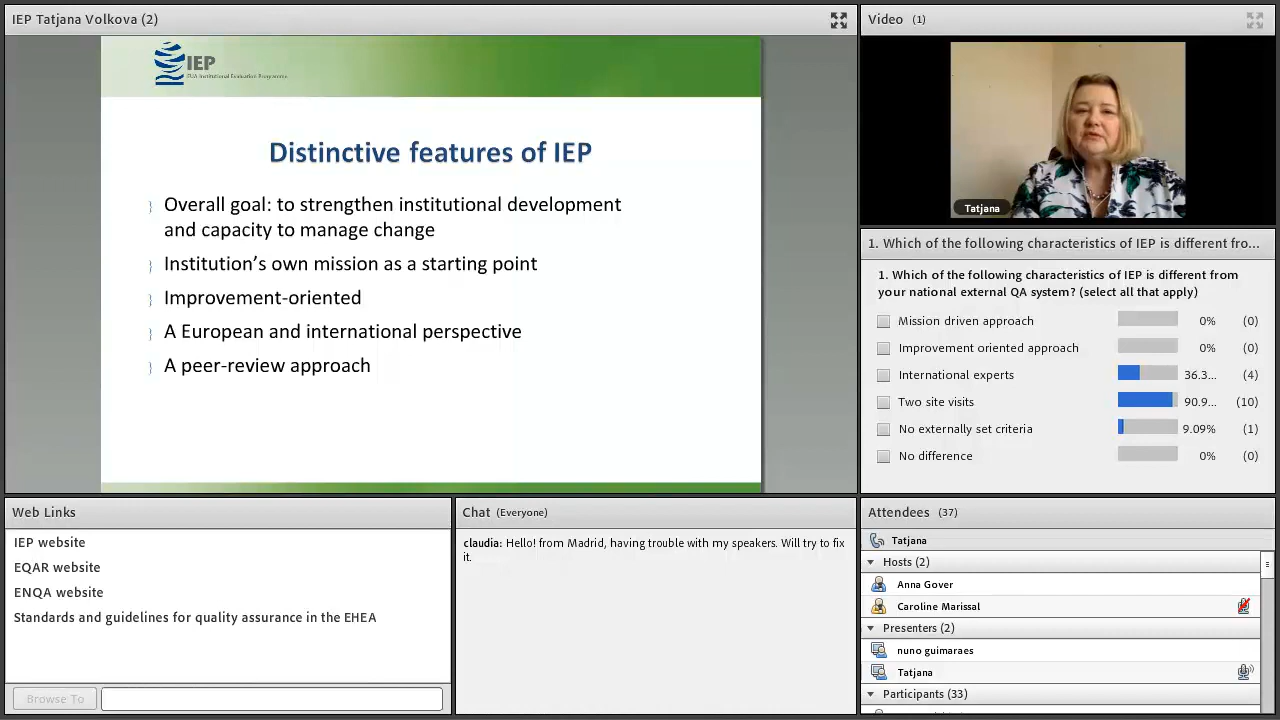 IEP Tatjana Volkova (2)
IEP
EUA Institutional Evaluation Programme
Distinctive features of IEP
Overall goal: to strengthen institutional development
and capacity to manage change
Institution’s own mission as a starting point
Improvement-oriented
A European and international perspective
A peer-review approach
Video (1)
Tatjana
1. Which of the following characteristics of IEP is different fro...
1. Which of the following characteristics of IEP is different from
your national external QA system? (select all that apply)
Mission driven approach 0% (0)
Improvement oriented approach 0% (0)
International experts 36.3... (4)
Two site visits 90.9... (10)
No externally set criteria 9.09% (1)
No difference 0% (0)
Web Links
IEP website
EQAR website
ENQA website
Standards and guidelines for quality assurance in the EHEA
Browse To
Chat (Everyone)
claudia: Hello! from Madrid, having trouble with my speakers. Will try to fix
it.
Attendees (37)
Tatjana
Hosts (2)
Anna Gover
Caroline Marissal
Presenters (2)
nuno guimaraes
Tatjana
Participants (33)